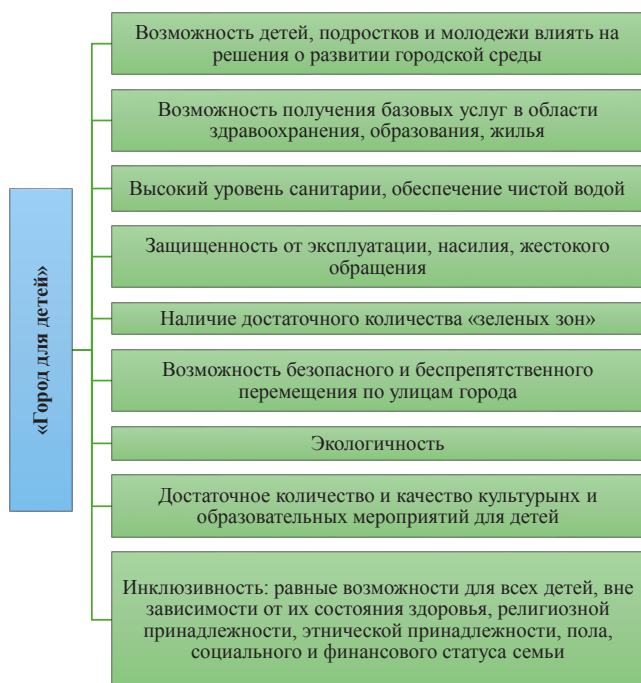 «Город для детей»
Возможность детей, подростков и молодежи влиять на
решения о развитии городской среды
Возможность получения базовых услуг в области
здравоохранения, образования, жилья
Высокий уровень санитарии, обеспечение чистой водой
Защищенность от эксплуатации, насилия, жестокого
обращения
Наличие достаточного количества «зеленых зон»
Возможность безопасного и беспрепятственного
перемещения по улицам города
Экологичность
Достаточное количество и качество культурынх и
образовательных мероприятий для детей
Инклюзивность: равные возможности для всех детей, вне
зависимости от их состояния здоровья, религиозной
принадлежности, этнической принадлежности, пола,
социального и финансового статуса семьи